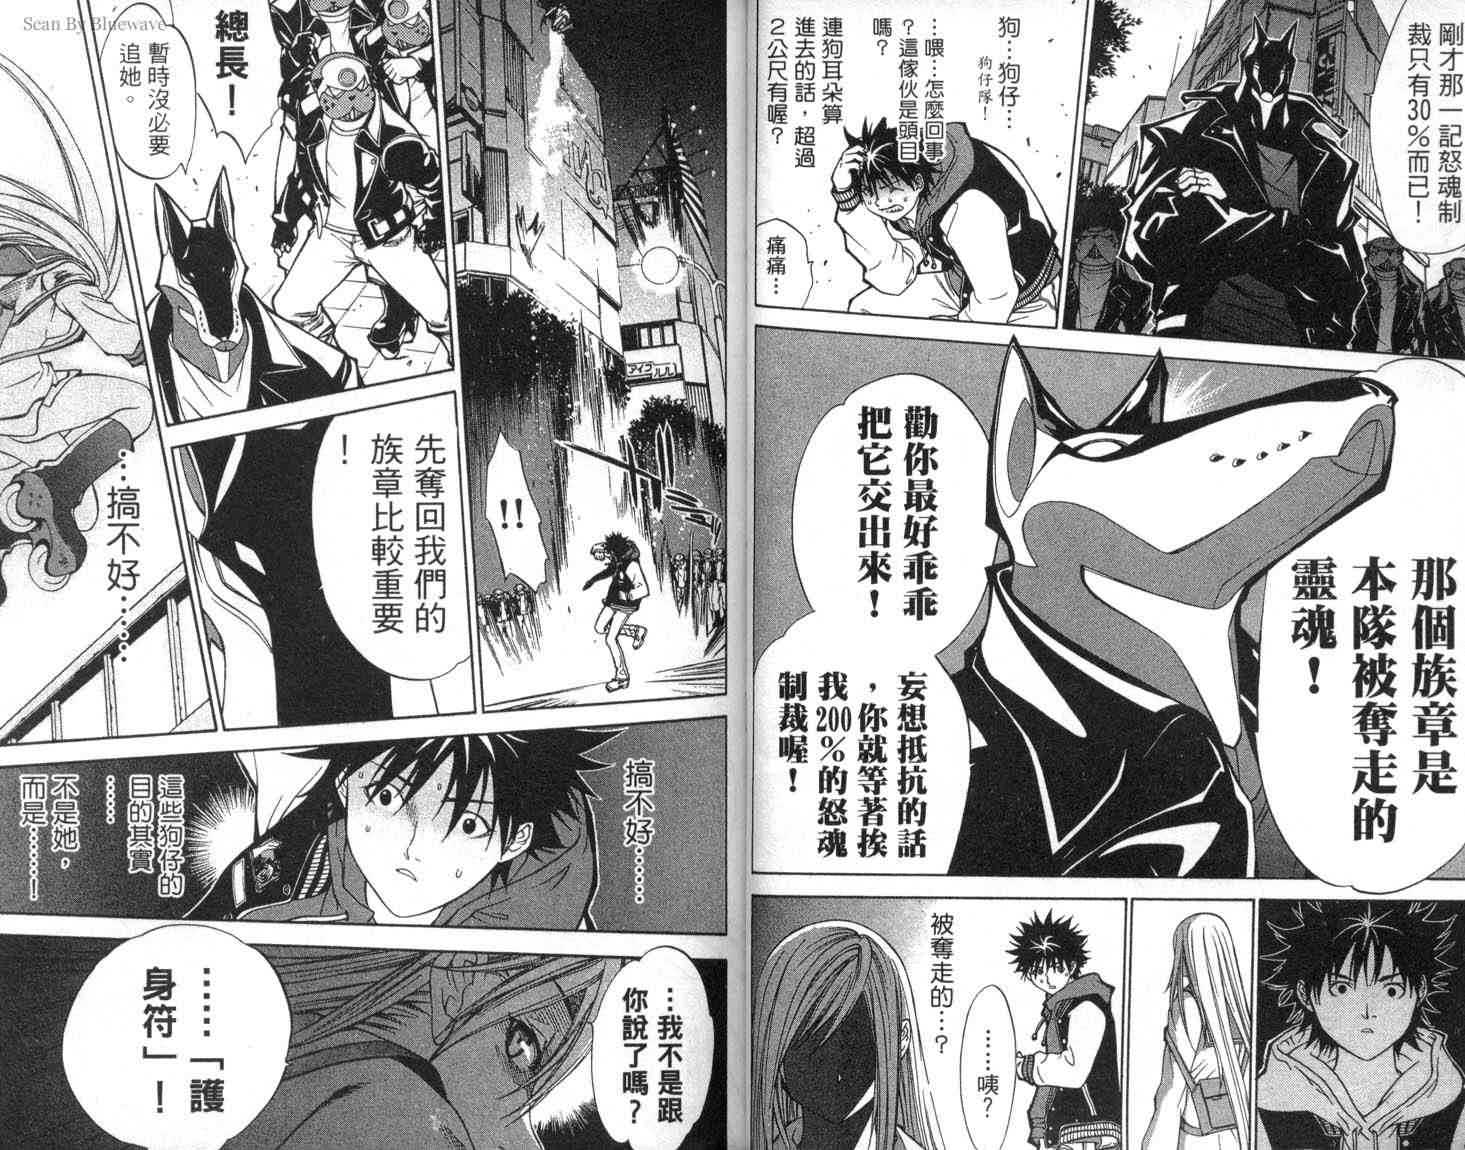 Scan By Bluewave
剛才那一記怒魂制
裁只有30%而已！
狗…狗仔…
狗仔隊！
…喂…怎麼回事
？這傢伙是頭目
嗎？
連狗耳朵算
進去的話，超過
2公尺有喔？
痛痛…
那個族章是
本隊被奪走的
靈魂！
勸你最好乖乖
把它交出來！
妄想抵抗的話
，你就等著挨
我200%的怒魂
制裁喔！
被奪走的…？
……咦？
アイフル
!!
總長！
暫時沒必要
追她。
先奪回我們的
族章比較重要
！
…搞不好……
搞不好……
這些狗仔的
目的其實
……
不是她，
而是……！
…我不是跟
你說了嗎？
……「護
身符」！